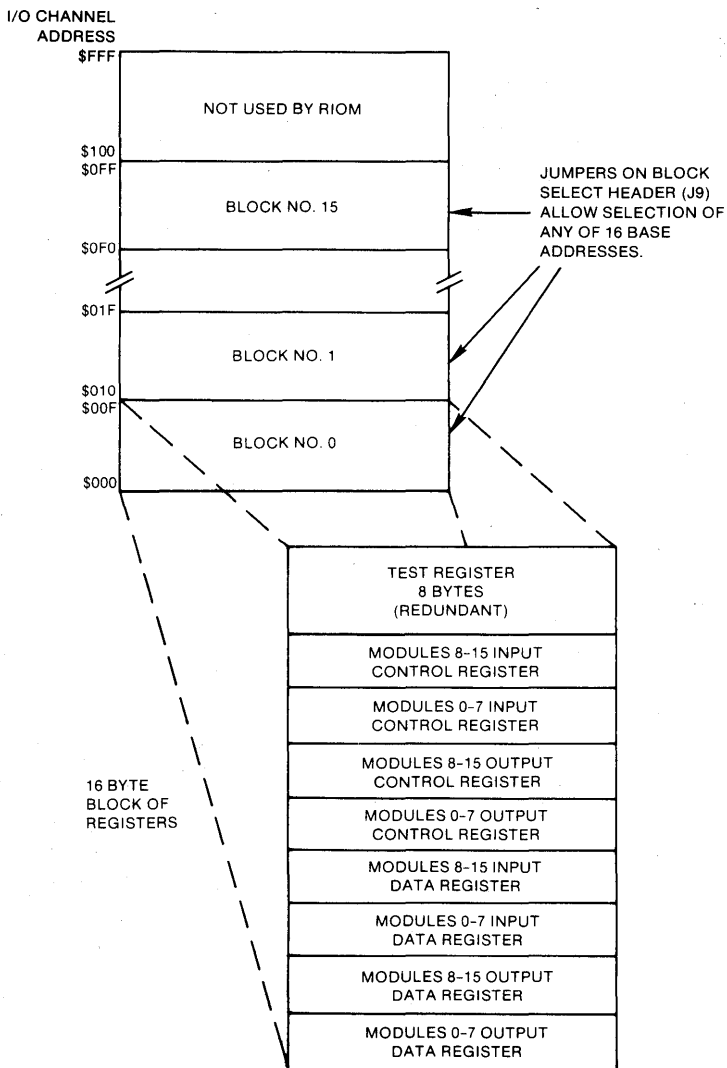 I/O CHANNEL
ADDRESS
$FFF
NOT USED BY RIOM
$100
$0FF
BLOCK NO. 15
$0F0
JUMPERS ON BLOCK
SELECT HEADER (J9)
ALLOW SELECTION OF
ANY OF 16 BASE
ADDRESSES.
$01F
BLOCK NO. 1
$010
$00F
BLOCK NO. 0
$000
TEST REGISTER
8 BYTES
(REDUNDANT)
MODULES 8-15 INPUT
CONTROL REGISTER
MODULES 0-7 INPUT
CONTROL REGISTER
MODULES 8-15 OUTPUT
CONTROL REGISTER
MODULES 0-7 OUTPUT
CONTROL REGISTER
16 BYTE
BLOCK OF
REGISTERS
MODULES 8-15 INPUT
DATA REGISTER
MODULES 0-7 INPUT
DATA REGISTER
MODULES 8-15 OUTPUT
DATA REGISTER
MODULES 0-7 OUTPUT
DATA REGISTER